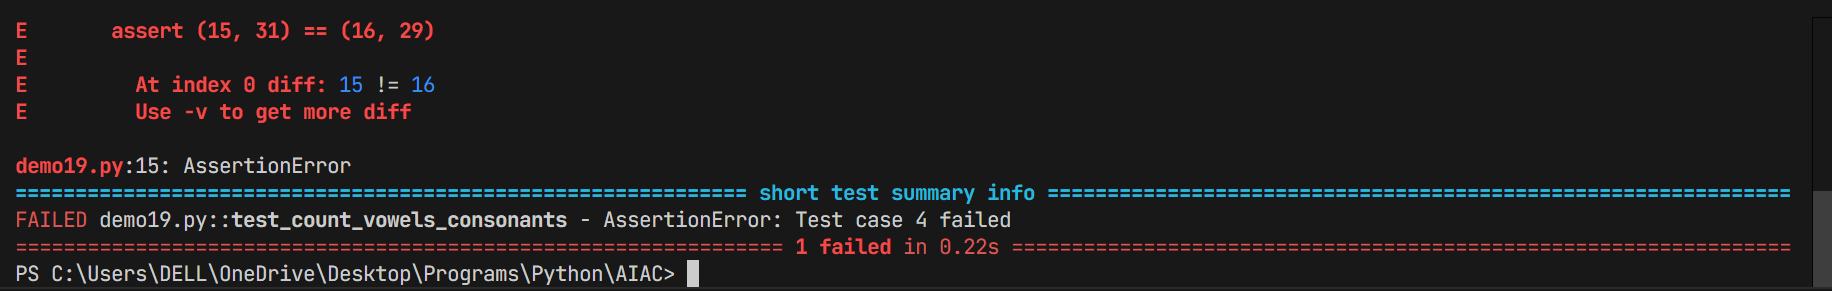 E       assert (15, 31) == (16, 29)
E
E         At index 0 diff: 15 != 16
E         Use -v to get more diff
demo19.py:15: AssertionError
============================================================= short test summary info ==============================================================
FAILED demo19.py::test_count_vowels_consonants - AssertionError: Test case 4 failed
================================================================ 1 failed in 0.22s =================================================================
PS C:\Users\DELL\OneDrive\Desktop\Programs\Python\AIAC>